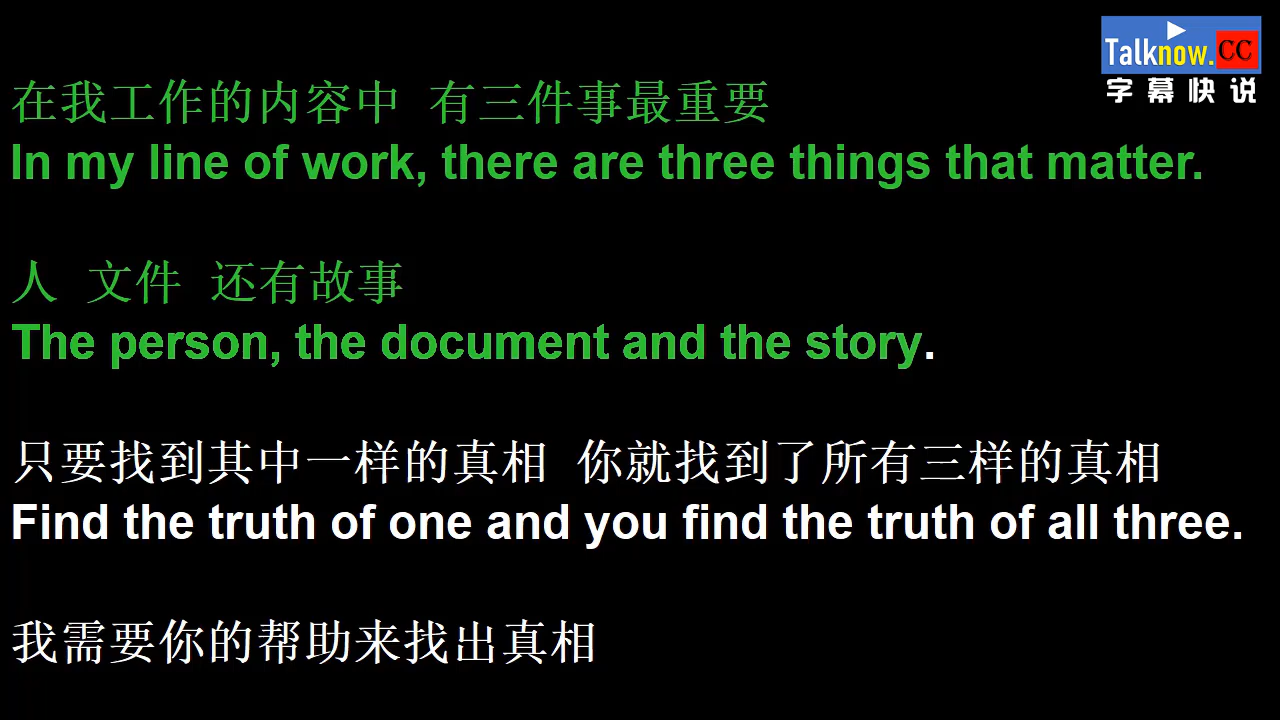 Talknow.CC
字幕快说
在我工作的内容中 有三件事最重要
In my line of work, there are three things that matter.
人 文件 还有故事
The person, the document and the story.
只要找到其中一样的真相 你就找到了所有三样的真相
Find the truth of one and you find the truth of all three.
我需要你的帮助来找出真相